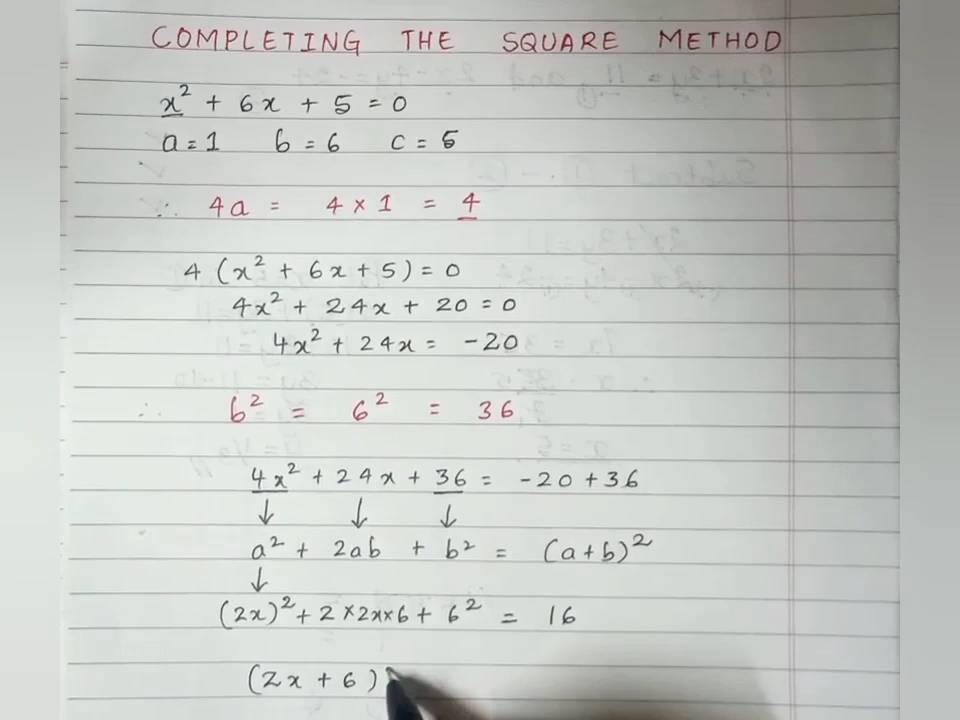 COMPLETING THE SQUARE METHOD
x² + 6x + 5 = 0
a = 1 b = 6 c = 5
∴ 4a = 4 × 1 = 4
4 (x² + 6x + 5) = 0
4x² + 24x + 20 = 0
4x² + 24x = -20
∴ b² = 6² = 36
4x² + 24x + 36 = -20 + 36
↓ ↓ ↓
a² + 2ab + b² = (a+b)²
↓
(2x)² + 2 × 2x × 6 + 6² = 16
(2x + 6)